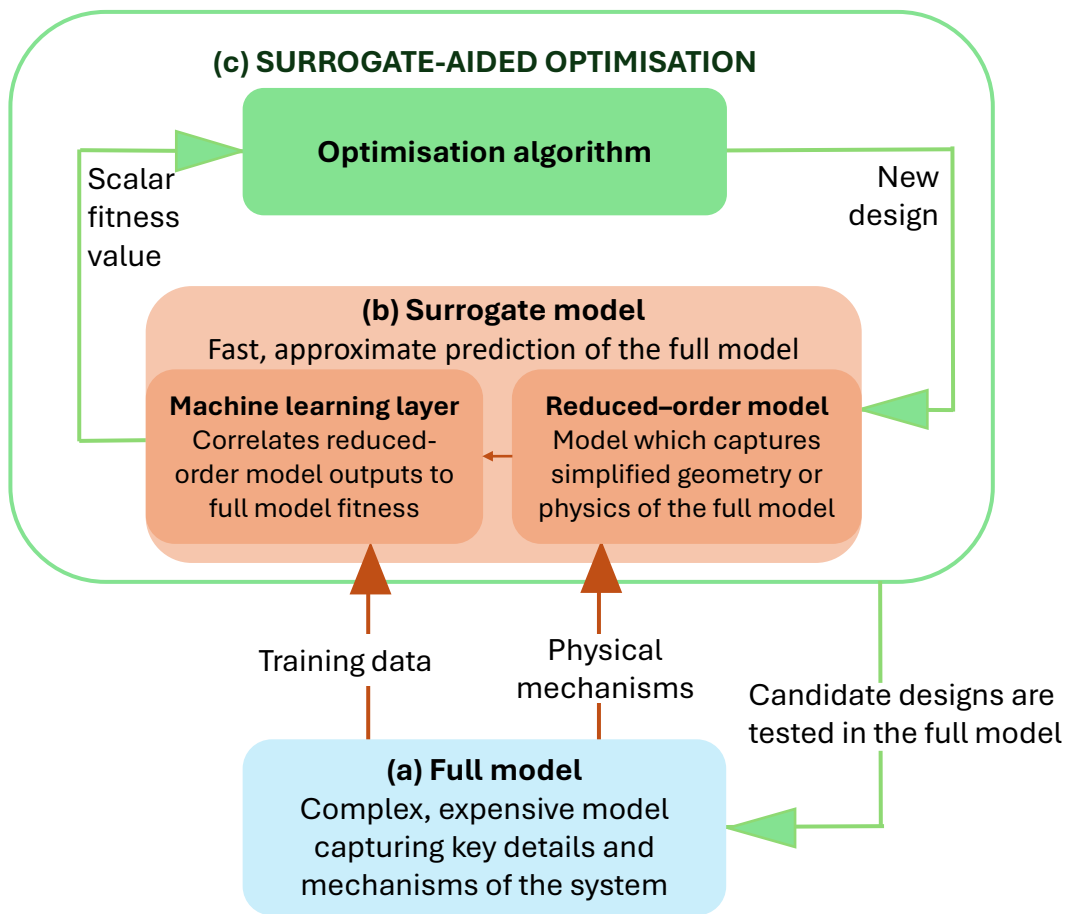 (c) SURROGATE-AIDED OPTIMISATION
Optimisation algorithm
Scalar
fitness
value
New
design
(b) Surrogate model
Fast, approximate prediction of the full model
Machine learning layer
Correlates reduced-
order model outputs to
full model fitness
Reduced–order model
Model which captures
simplified geometry or
physics of the full model
Training data
Physical
mechanisms
Candidate designs are
tested in the full model
(a) Full model
Complex, expensive model
capturing key details and
mechanisms of the system